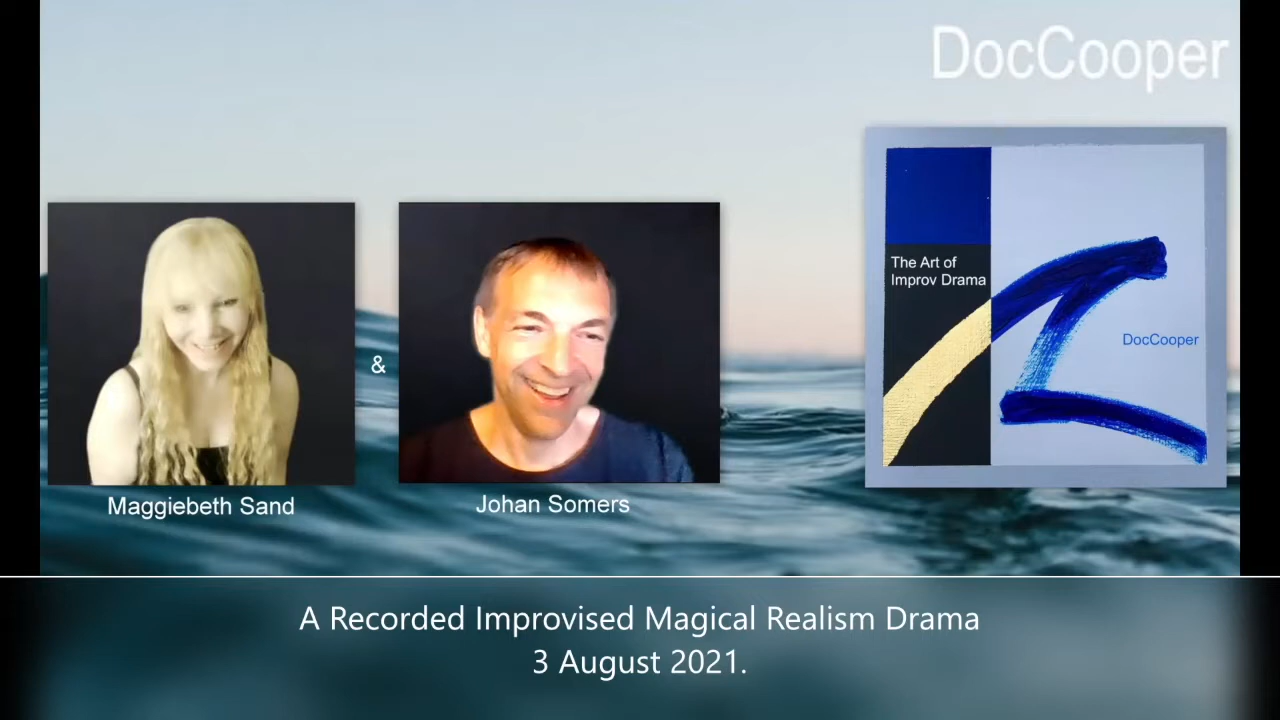 DocCooper
The Art of
Improv Drama
DocCooper
&
Maggiebeth Sand
Johan Somers
A Recorded Improvised Magical Realism Drama
3 August 2021.